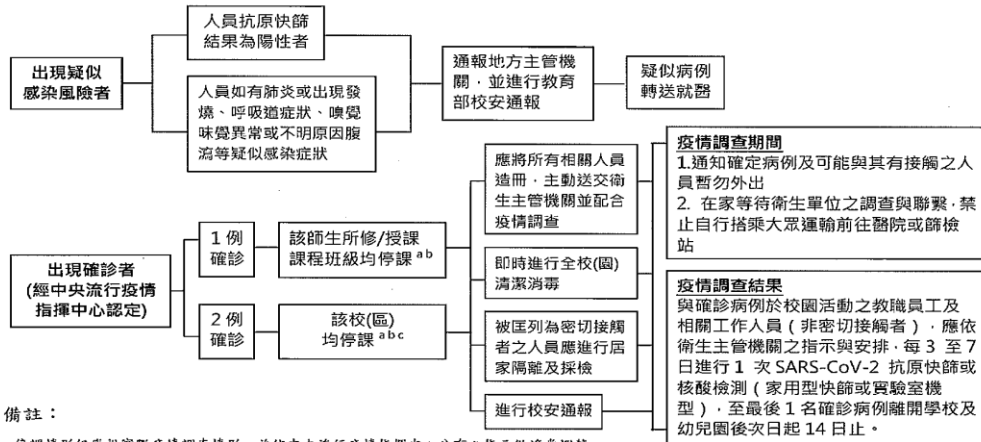 人員抗原快篩
結果為陽性者
出現疑似
感染風險者
人員如有肺炎或出現發
燒、呼吸道症狀、嗅覺
味覺異常或不明原因腹
瀉等疑似感染症狀
通報地方主管機
關，並進行教育
部校安通報
疑似病例
轉送就醫
出現確診者
(經中央流行疫情
指揮中心認定)
1例
確診
該師生所修/授課
課程班級均停課ab
2例
確診
該校(區)
均停課abc
應將所有相關人員
造冊，主動送交衛
生主管機關並配合
疫情調查
即時進行全校(園)
清潔消毒
被匡列為密切接觸
者之人員應進行居
家隔離及採檢
進行校安通報
疫情調查期間
1.通知確定病例及可能與其有接觸之人
員暫勿外出
2. 在家等待衛生單位之調查與聯繫，禁
止自行搭乘大眾運輸前往醫院或篩檢
站
疫情調查結果
與確診病例於校園活動之教職員工及
相關工作人員（非密切接觸者），應依
衛生主管機關之指示與安排，每3 至7
日進行1 次SARS-CoV-2 抗原快篩或
核酸檢測（家用型快篩或實驗室機
型），至最後1名確診病例離開學校及
幼兒園後次日起14日止。
備註：